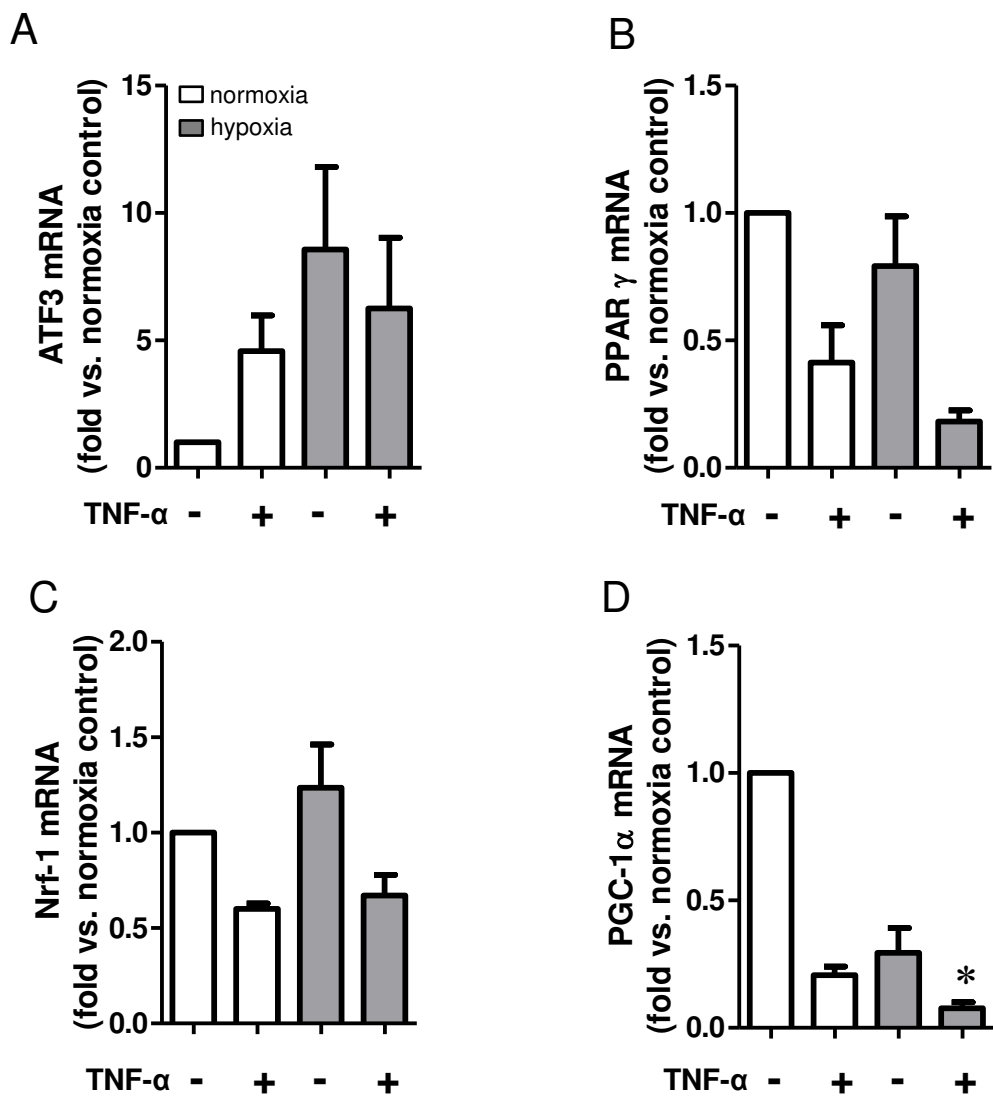 A
ATF3 mRNA
(fold vs. normoxia control)
15
10
5
0
normoxia
hypoxia
TNF-α - + - +
B
PPAR γ mRNA
(fold vs. normoxia control)
1.5
1.0
0.5
0.0
TNF-α - + - +
C
Nrf-1 mRNA
(fold vs. normoxia control)
2.0
1.5
1.0
0.5
0.0
TNF-α - + - +
D
PGC-1α mRNA
(fold vs. normoxia control)
1.5
1.0
0.5
0.0
*
TNF-α - + - +